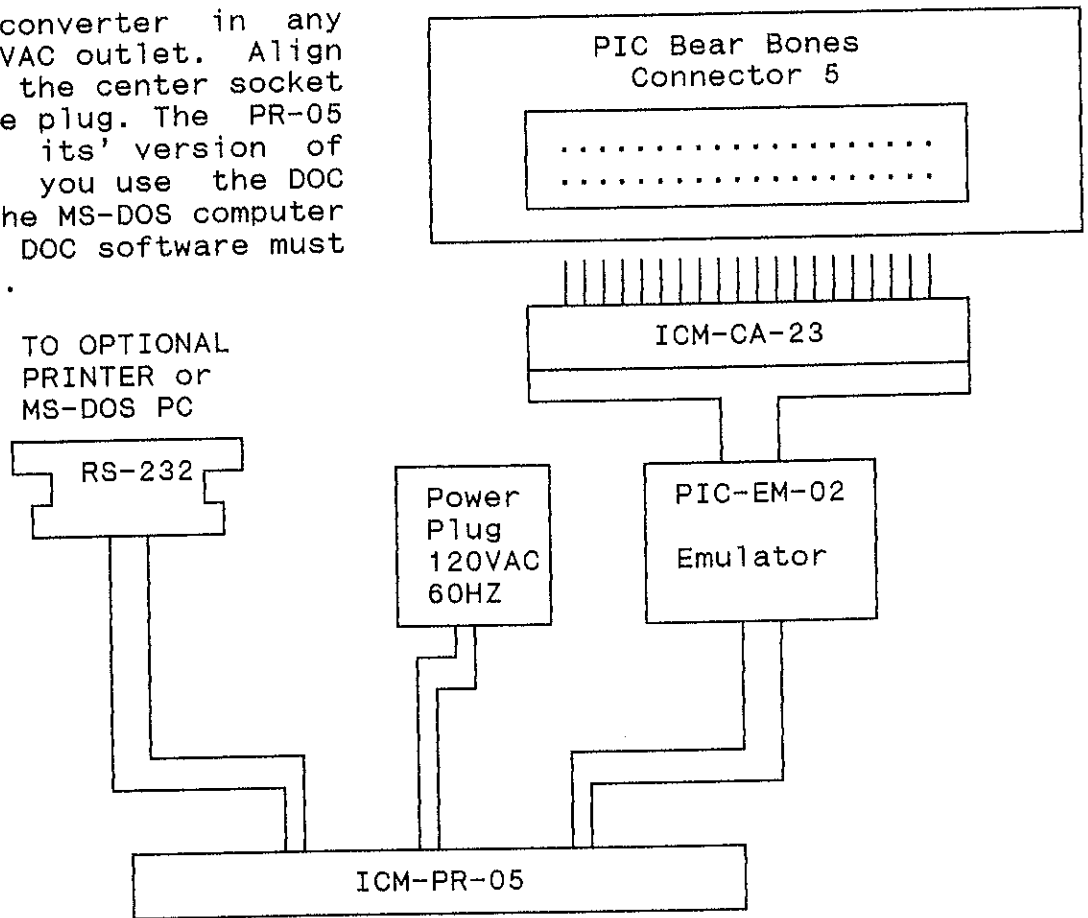 converter in any
VAC outlet. Align
the center socket
e plug. The PR-05
its' version of
you use the DOC
he MS-DOS computer
DOC software must
.
PIC Bear Bones
Connector 5
ICM-CA-23
TO OPTIONAL
PRINTER or
MS-DOS PC
RS-232
Power
Plug
120VAC
60HZ
PIC-EM-02
Emulator
ICM-PR-05